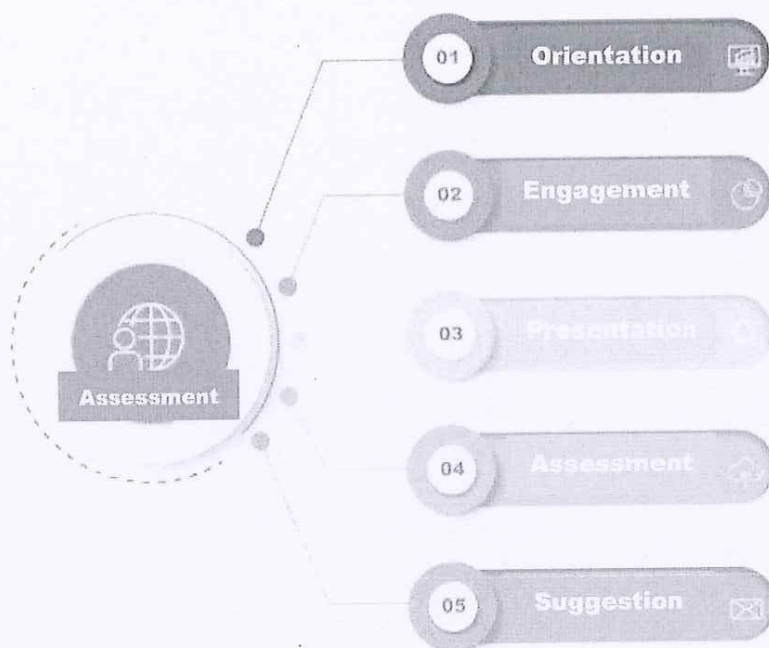 01 Orientation
02 Engagement
03 Presentation
04 Assessment
05 Suggestion
Assessment